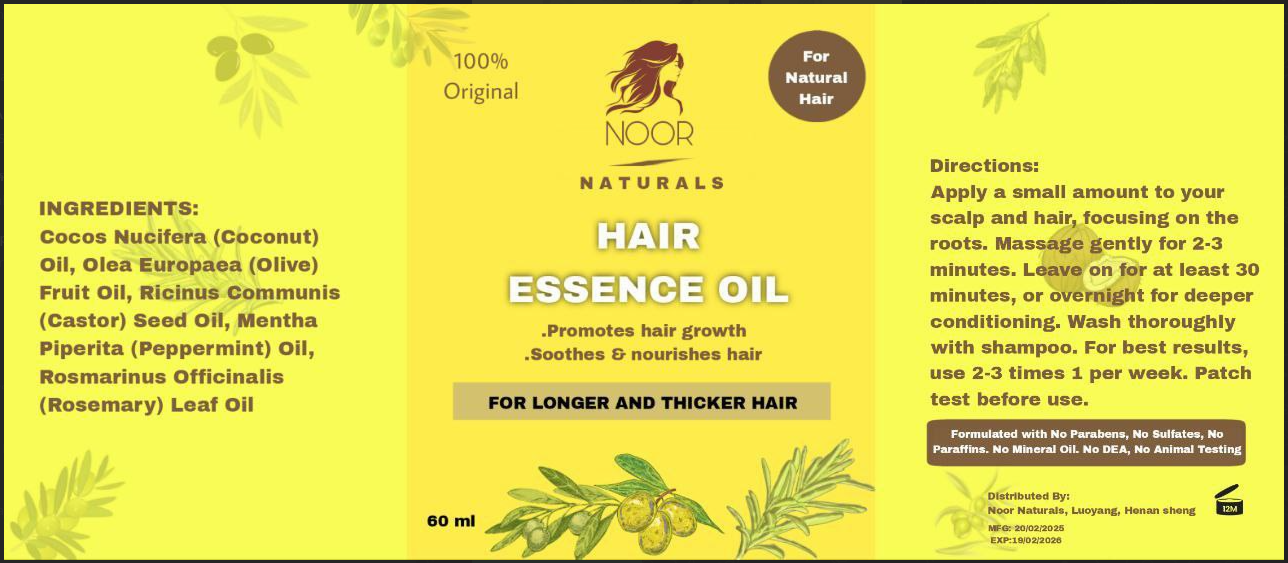 INGREDIENTS:
Cocos Nucifera (Coconut)
Oil, Olea Europaea (Olive)
Fruit Oil, Ricinus Communis
(Castor) Seed Oil, Mentha
Piperita (Peppermint) Oil,
Rosmarinus Officinalis
(Rosemary) Leaf Oil
100%
Original
NOOR
NATURALS
For
Natural
Hair
HAIR
ESSENCE OIL
.Promotes hair growth
.Soothes & nourishes hair
FOR LONGER AND THICKER HAIR
60 ml
Directions:
Apply a small amount to your
scalp and hair, focusing on the
roots. Massage gently for 2-3
minutes. Leave on for at least 30
minutes, or overnight for deeper
conditioning. Wash thoroughly
with shampoo. For best results,
use 2-3 times 1 per week. Patch
test before use.
Formulated with No Parabens, No Sulfates, No
Paraffins. No Mineral Oil. No DEA, No Animal Testing
Distributed By:
Noor Naturals, Luoyang, Henan sheng
MFG: 20/02/2025
EXP:19/02/2026
12M